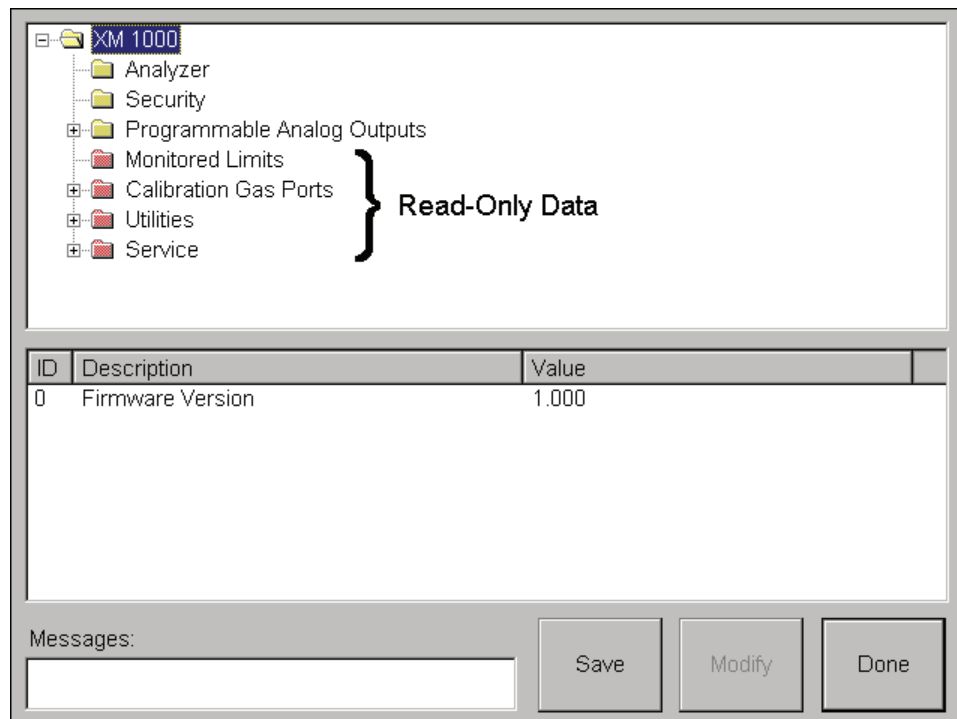 XM 1000
Analyzer
Security
Programmable Analog Outputs
Monitored Limits
Calibration Gas Ports
Utilities
Service
Read-Only Data
ID Description Value
0 Firmware Version 1.000
Messages:
Save Modify Done